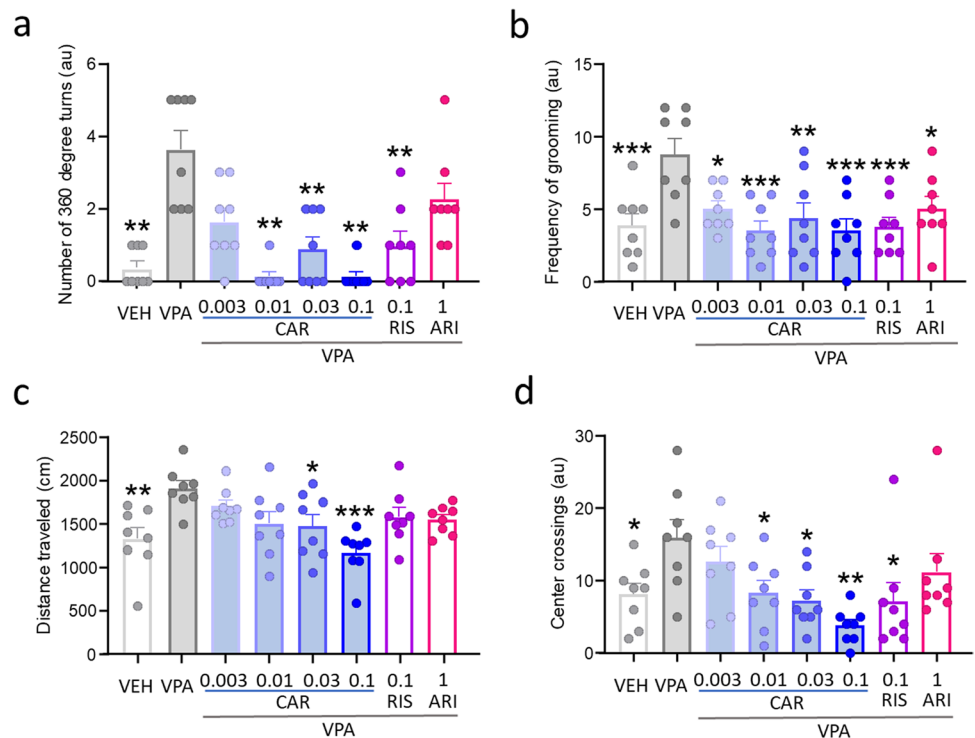 a
Number of 360 degree turns (au)
6
4
2
0
**
**
**
**
**
VEH
VPA
0.003
0.01
0.03
0.1
0.1
1
CAR
RIS
ARI
VPA
b
Frequency of grooming (au)
15
10
5
0
***
*
***
**
***
***
*
VEH
VPA
0.003
0.01
0.03
0.1
0.1
1
CAR
RIS
ARI
VPA
c
Distance traveled (cm)
2500
2000
1500
1000
500
0
**
*
***
VEH
VPA
0.003
0.01
0.03
0.1
0.1
1
CAR
RIS
ARI
VPA
d
Center crossings (au)
30
20
10
0
*
*
*
**
*
VEH
VPA
0.003
0.01
0.03
0.1
0.1
1
CAR
RIS
ARI
VPA